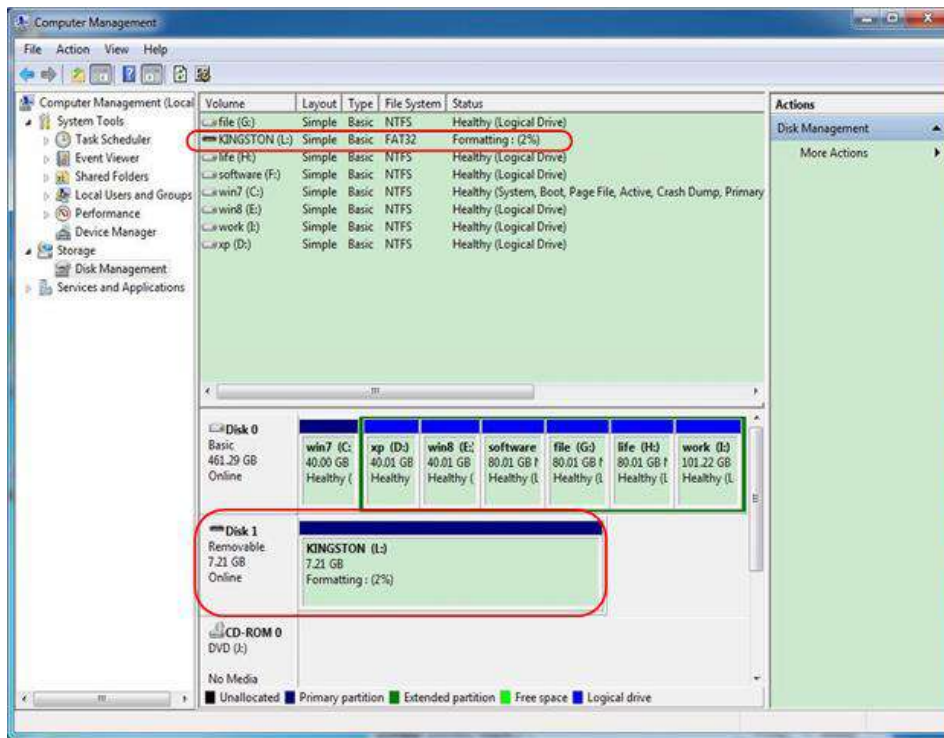 Computer Management
File Action View Help
Computer Management (Local
System Tools
Task Scheduler
Event Viewer
Shared Folders
Local Users and Groups
Performance
Device Manager
Storage
Disk Management
Services and Applications
Volume Layout Type File System Status
file (G:) Simple Basic NTFS Healthy (Logical Drive)
KINGSTON (L:) Simple Basic FAT32 Formatting : (2%)
life (H:) Simple Basic NTFS Healthy (Logical Drive)
software (F:) Simple Basic NTFS Healthy (Logical Drive)
win7 (C:) Simple Basic NTFS Healthy (System, Boot, Page File, Active, Crash Dump, Primary
win8 (E:) Simple Basic NTFS Healthy (Logical Drive)
work (I:) Simple Basic NTFS Healthy (Logical Drive)
xp (D:) Simple Basic NTFS Healthy (Logical Drive)
Actions
Disk Management
More Actions
Disk 0
Basic
461.29 GB
Online
win7 (C:
40.00 GB
Healthy (
xp (D:)
40.01 GB
Healthy
win8 (E:
40.01 GB
Healthy (
software
80.01 GB N
Healthy (L
file (G:)
80.01 GB N
Healthy (L
life (H:)
80.01 GB N
Healthy (L
work (I:)
101.22 GB
Healthy (L
Disk 1
Removable
7.21 GB
Online
KINGSTON (L:)
7.21 GB
Formatting : (2%)
CD-ROM 0
DVD (J:)
No Media
Unallocated Primary partition Extended partition Free space Logical drive